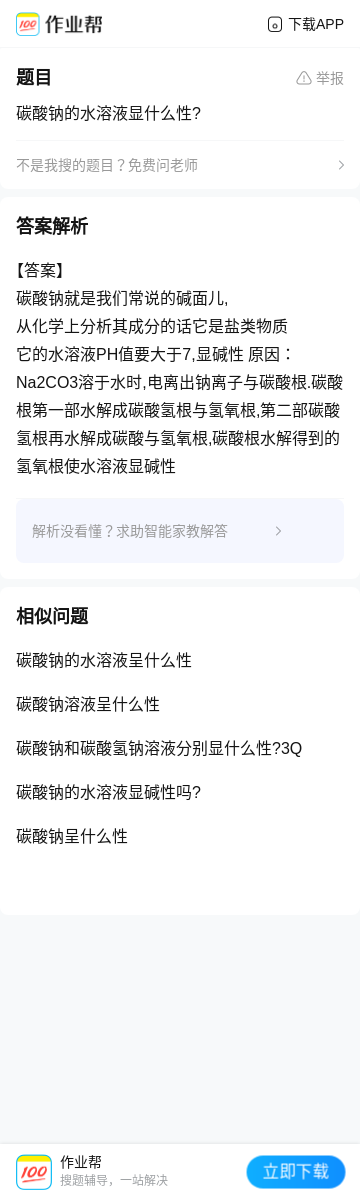 100 作业帮
下载APP
题目
举报
碳酸钠的水溶液显什么性?
不是我搜的题目？免费问老师
答案解析
【答案】
碳酸钠就是我们常说的碱面儿,
从化学上分析其成分的话它是盐类物质
它的水溶液PH值要大于7,显碱性 原因：
Na2CO3溶于水时,电离出钠离子与碳酸根.碳酸
根第一部水解成碳酸氢根与氢氧根,第二部碳酸
氢根再水解成碳酸与氢氧根,碳酸根水解得到的
氢氧根使水溶液显碱性
解析没看懂？求助智能家教解答
相似问题
碳酸钠的水溶液呈什么性
碳酸钠溶液呈什么性
碳酸钠和碳酸氢钠溶液分别显什么性?3Q
碳酸钠的水溶液显碱性吗?
碳酸钠呈什么性
100
作业帮
搜题辅导，一站解决
立即下载